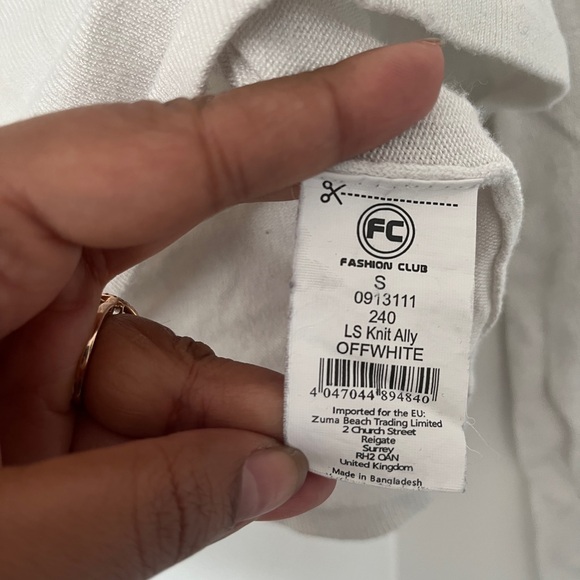 FC
FASHION CLUB
S
0913111
240
LS Knit Ally
OFFWHITE
4 047044 894840
Imported for the EU:
Zuma Beach Trading Limited
2 Church Street
Reigate
Surrey
RH2 0AN
United Kingdom
Made in Bangladesh